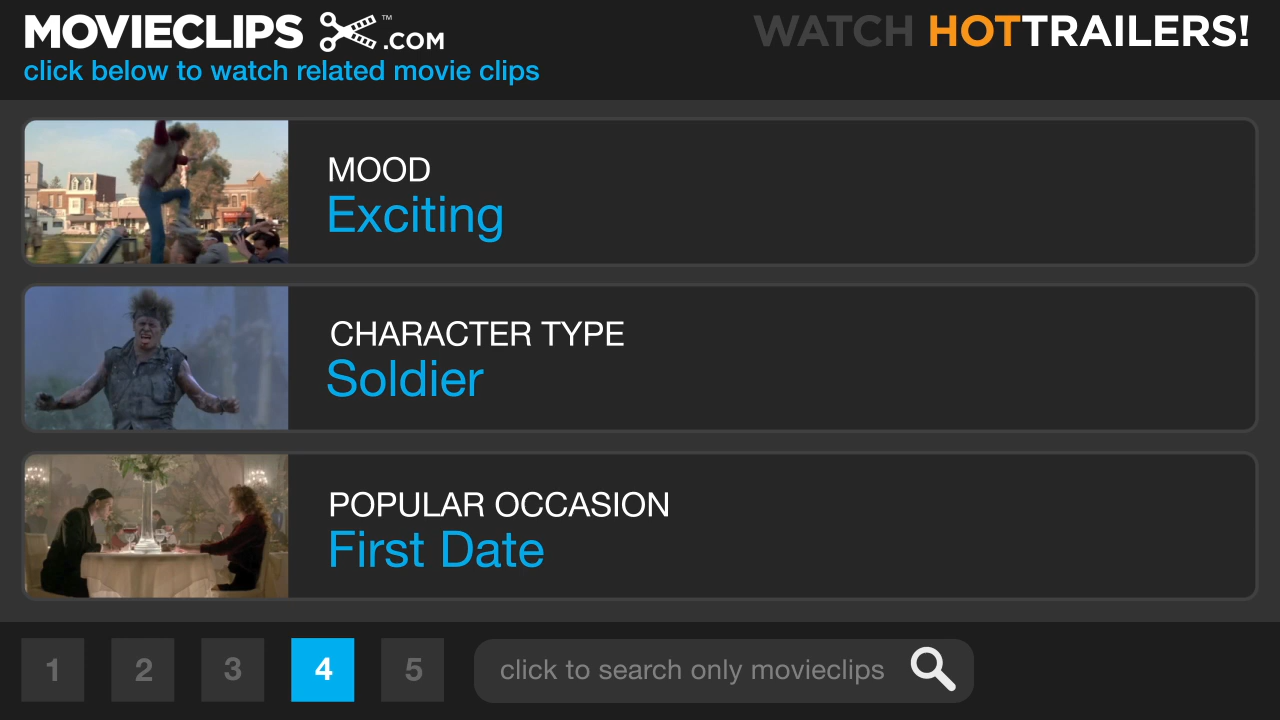 MOVIECLIPS ™ .COM
WATCH HOTTRAILERS!
click below to watch related movie clips
MOOD
Exciting
CHARACTER TYPE
Soldier
POPULAR OCCASION
First Date
1 2 3 4 5
click to search only movieclips